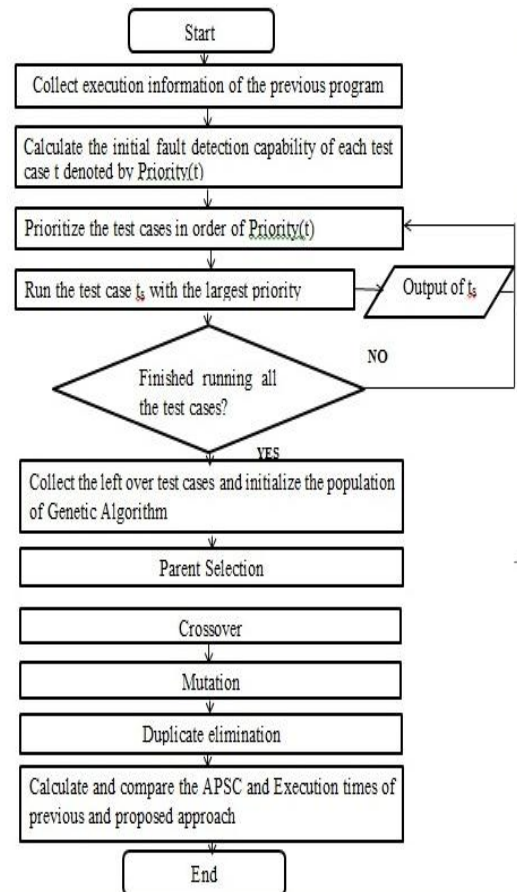 Start
Collect execution information of the previous program
Calculate the initial fault detection capability of each test
case t denoted by Priority(t)
Prioritize the test cases in order of Priority(t)
Run the test case ts with the largest priority
Output of ts
Finished running all
the test cases?
NO
YES
Collect the left over test cases and initialize the population
of Genetic Algorithm
Parent Selection
Crossover
Mutation
Duplicate elimination
Calculate and compare the APSC and Execution times of
previous and proposed approach
End